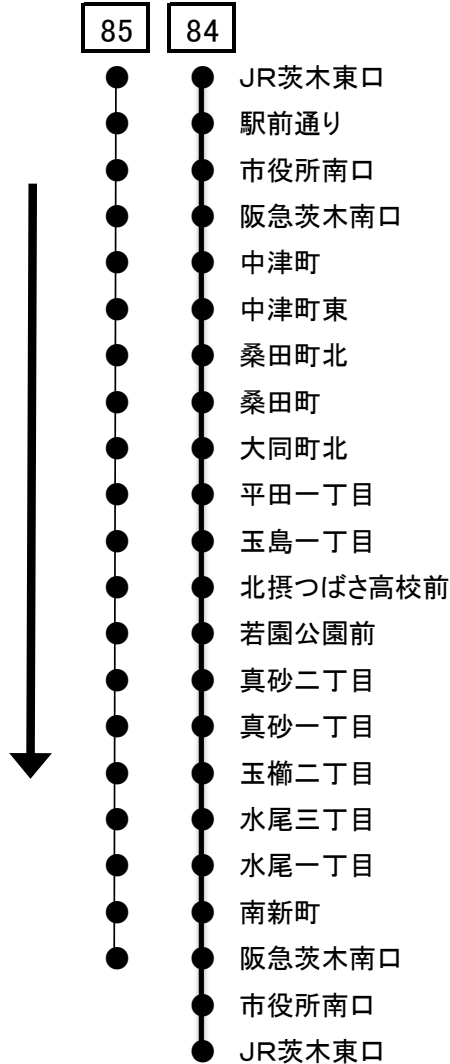 85 84
JR茨木東口
駅前通り
市役所南口
阪急茨木南口
中津町
中津町東
桑田町北
桑田町
大同町北
平田一丁目
玉島一丁目
北摂つばさ高校前
若園公園前
真砂二丁目
真砂一丁目
玉櫛二丁目
水尾三丁目
水尾一丁目
南新町
阪急茨木南口
市役所南口
JR茨木東口